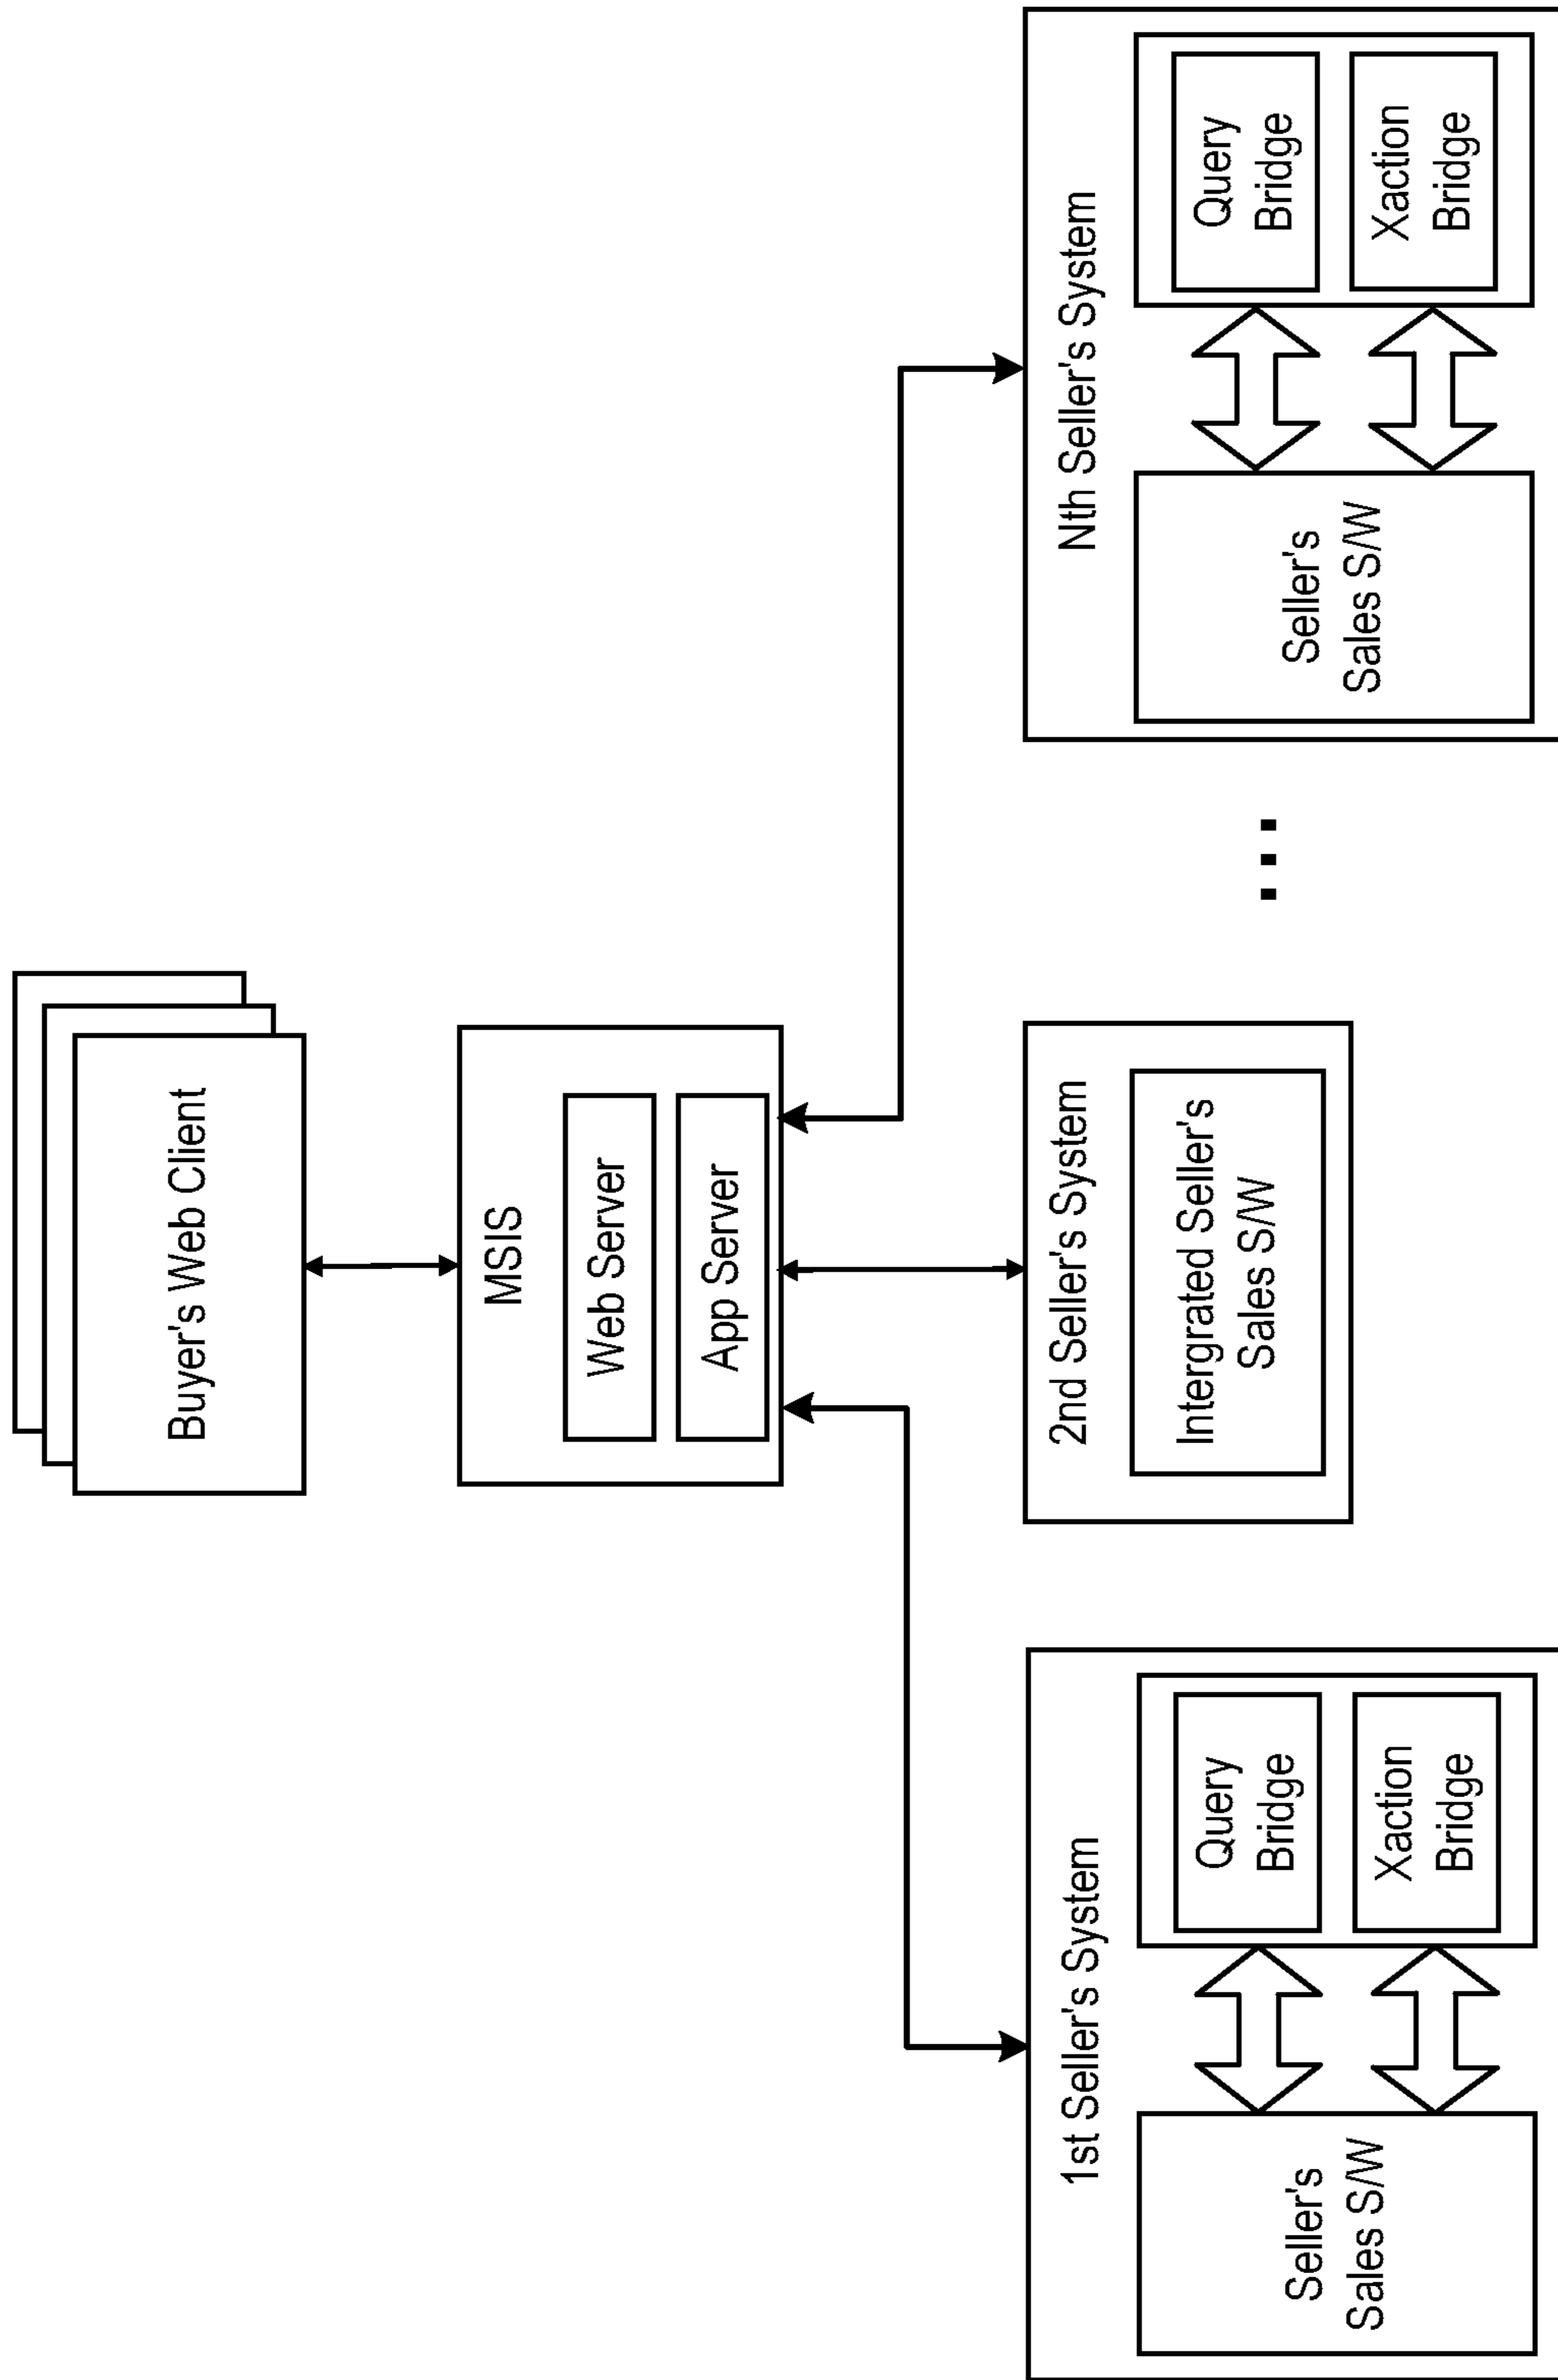 Buyer's Web Client
MSIS
Web Server
App Server
1st Seller's System
Seller's
Sales S/W
Query
Bridge
Xaction
Bridge
2nd Seller's System
Intergrated Seller's
Sales S/W
...
Nth Seller's System
Seller's
Sales S/W
Query
Bridge
Xaction
Bridge